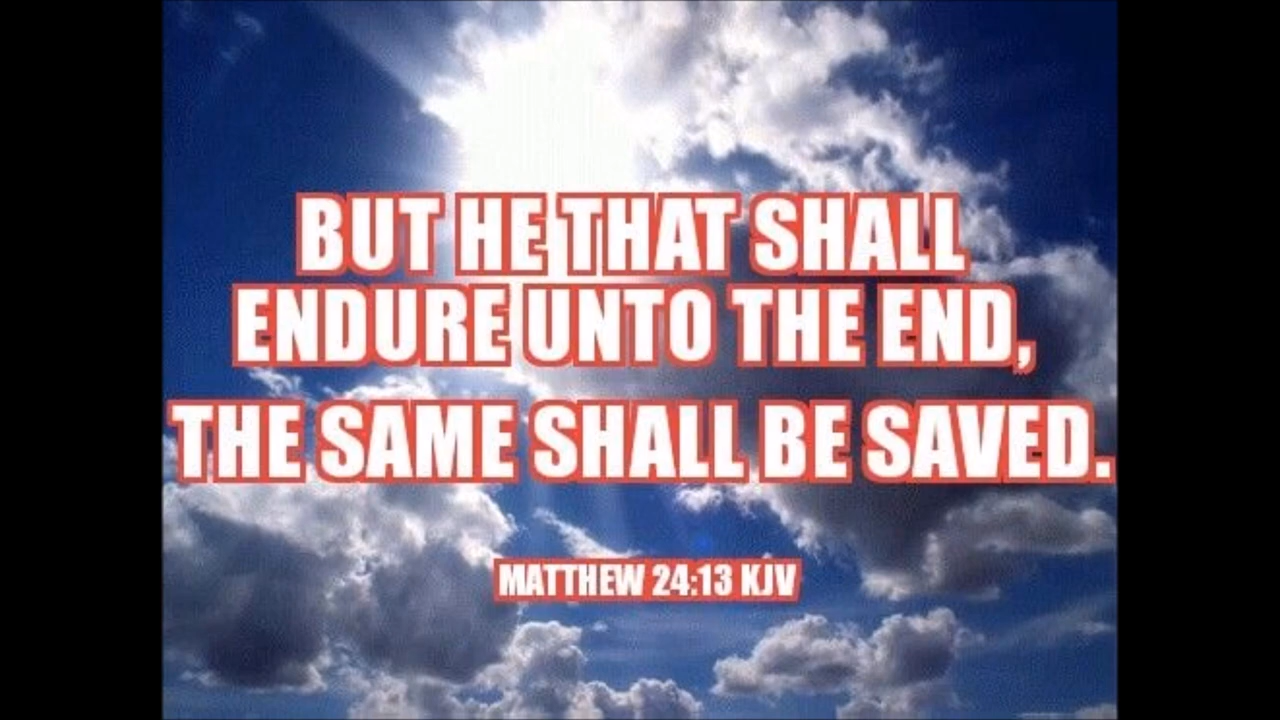 BUT HE THAT SHALL
ENDURE UNTO THE END,
THE SAME SHALL BE SAVED.
MATTHEW 24:13 KJV